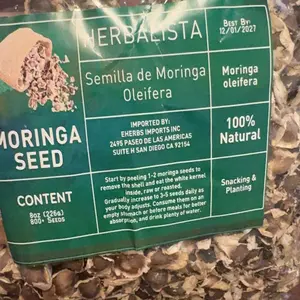 HERBALISTA
BEST BY:
12/01/2027
Semilla de Moringa
Oleifera
Moringa
oleifera
IMPORTED BY:
EHERBS IMPORTS INC
2495 PASEO DE LAS AMERICAS
SUITE H SAN DIEGO CA 92154
100%
Natural
MORINGA
SEED
Start by peeling 1-2 moringa seeds to
remove the shell and eat the white kernel
inside, raw or roasted.
Gradually increase to 3-5 seeds daily as
your body adjusts. Consume them on an
empty stomach or before meals for better
absorption, and drink plenty of water.
Snacking &
Planting
CONTENT
8oz (226g)
800+ Seeds